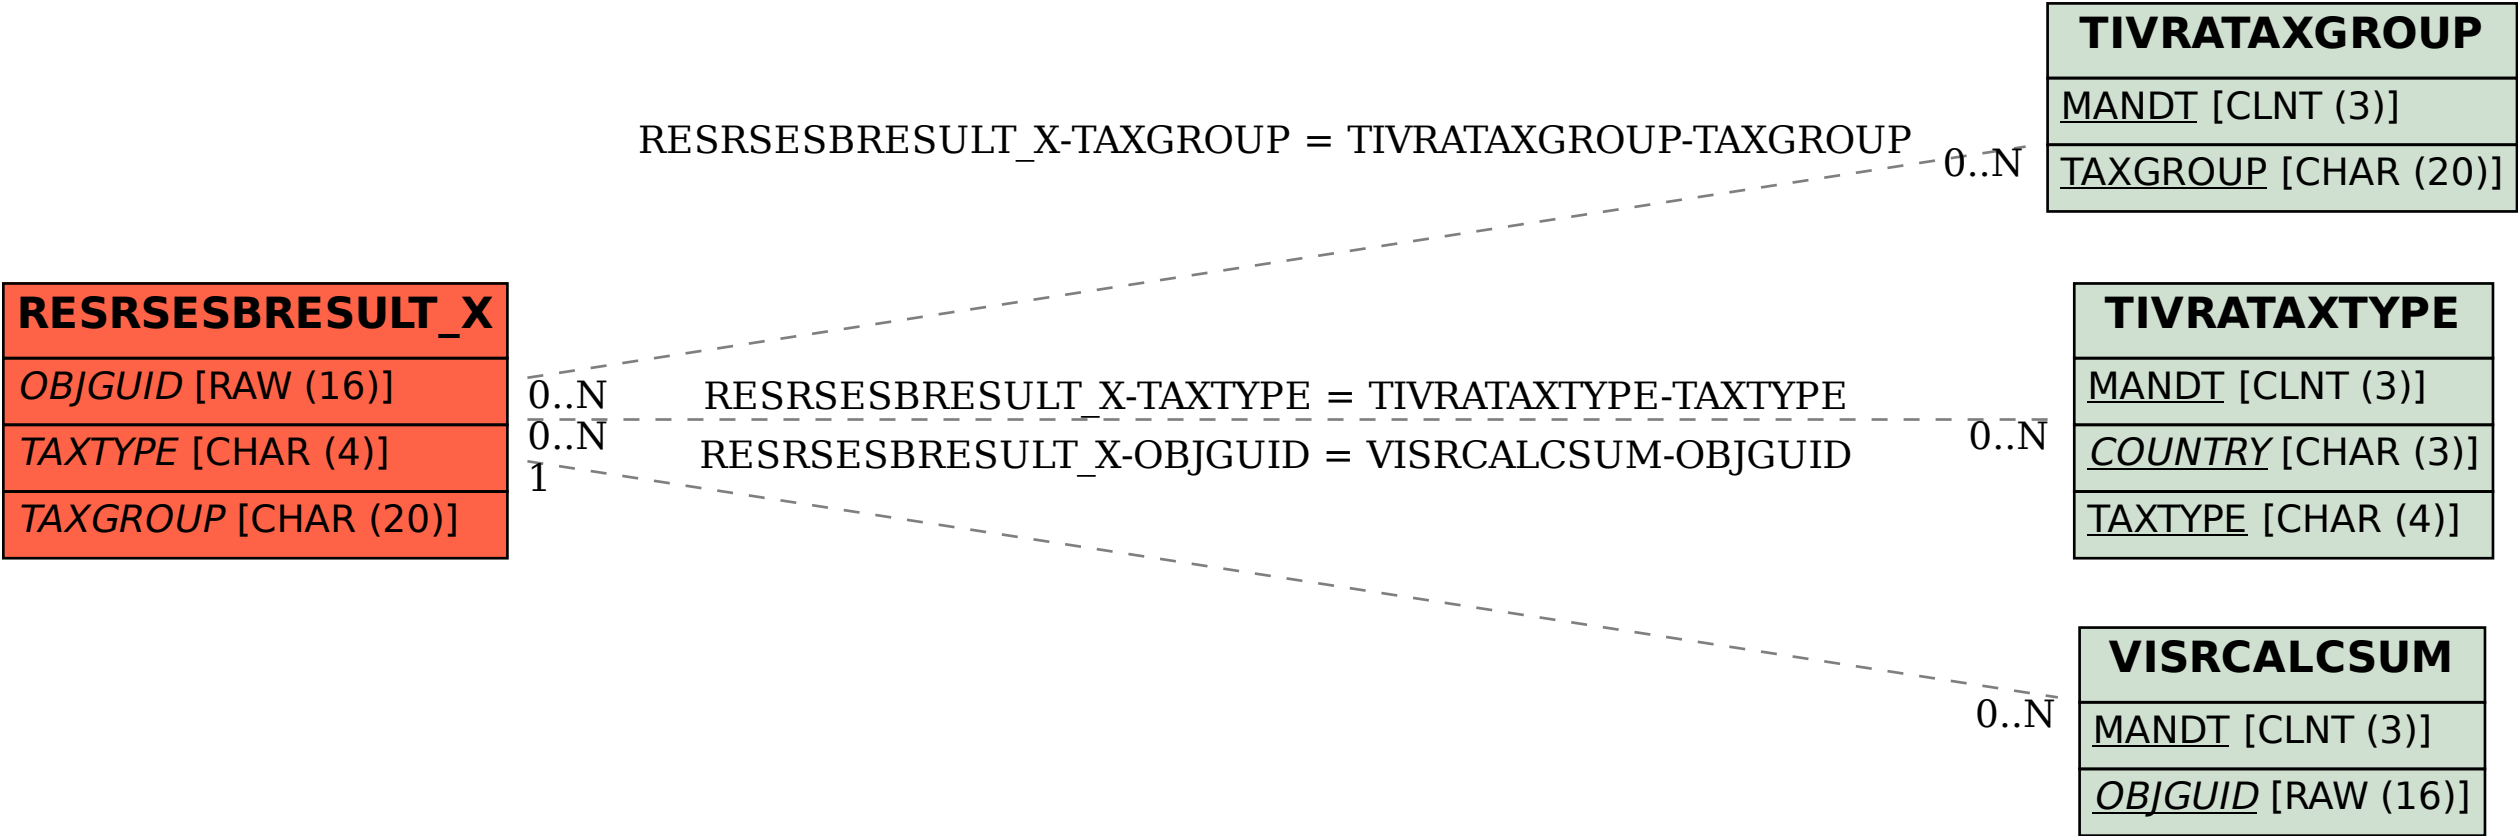 TIVRATAXGROUP
MANDT [CLNT (3)]
TAXGROUP [CHAR (20)]
RESRSESBRESULT_X-TAXGROUP = TIVRATAXGROUP-TAXGROUP
0..N
RESRSESBRESULT_X
OBJGUID [RAW (16)]
TAXTYPE [CHAR (4)]
TAXGROUP [CHAR (20)]
0..N
0..N
1
RESRSESBRESULT_X-TAXTYPE = TIVRATAXTYPE-TAXTYPE
0..N
RESRSESBRESULT_X-OBJGUID = VISRCALCSUM-OBJGUID
0..N
TIVRATAXTYPE
MANDT [CLNT (3)]
COUNTRY [CHAR (3)]
TAXTYPE [CHAR (4)]
VISRCALCSUM
MANDT [CLNT (3)]
OBJGUID [RAW (16)]